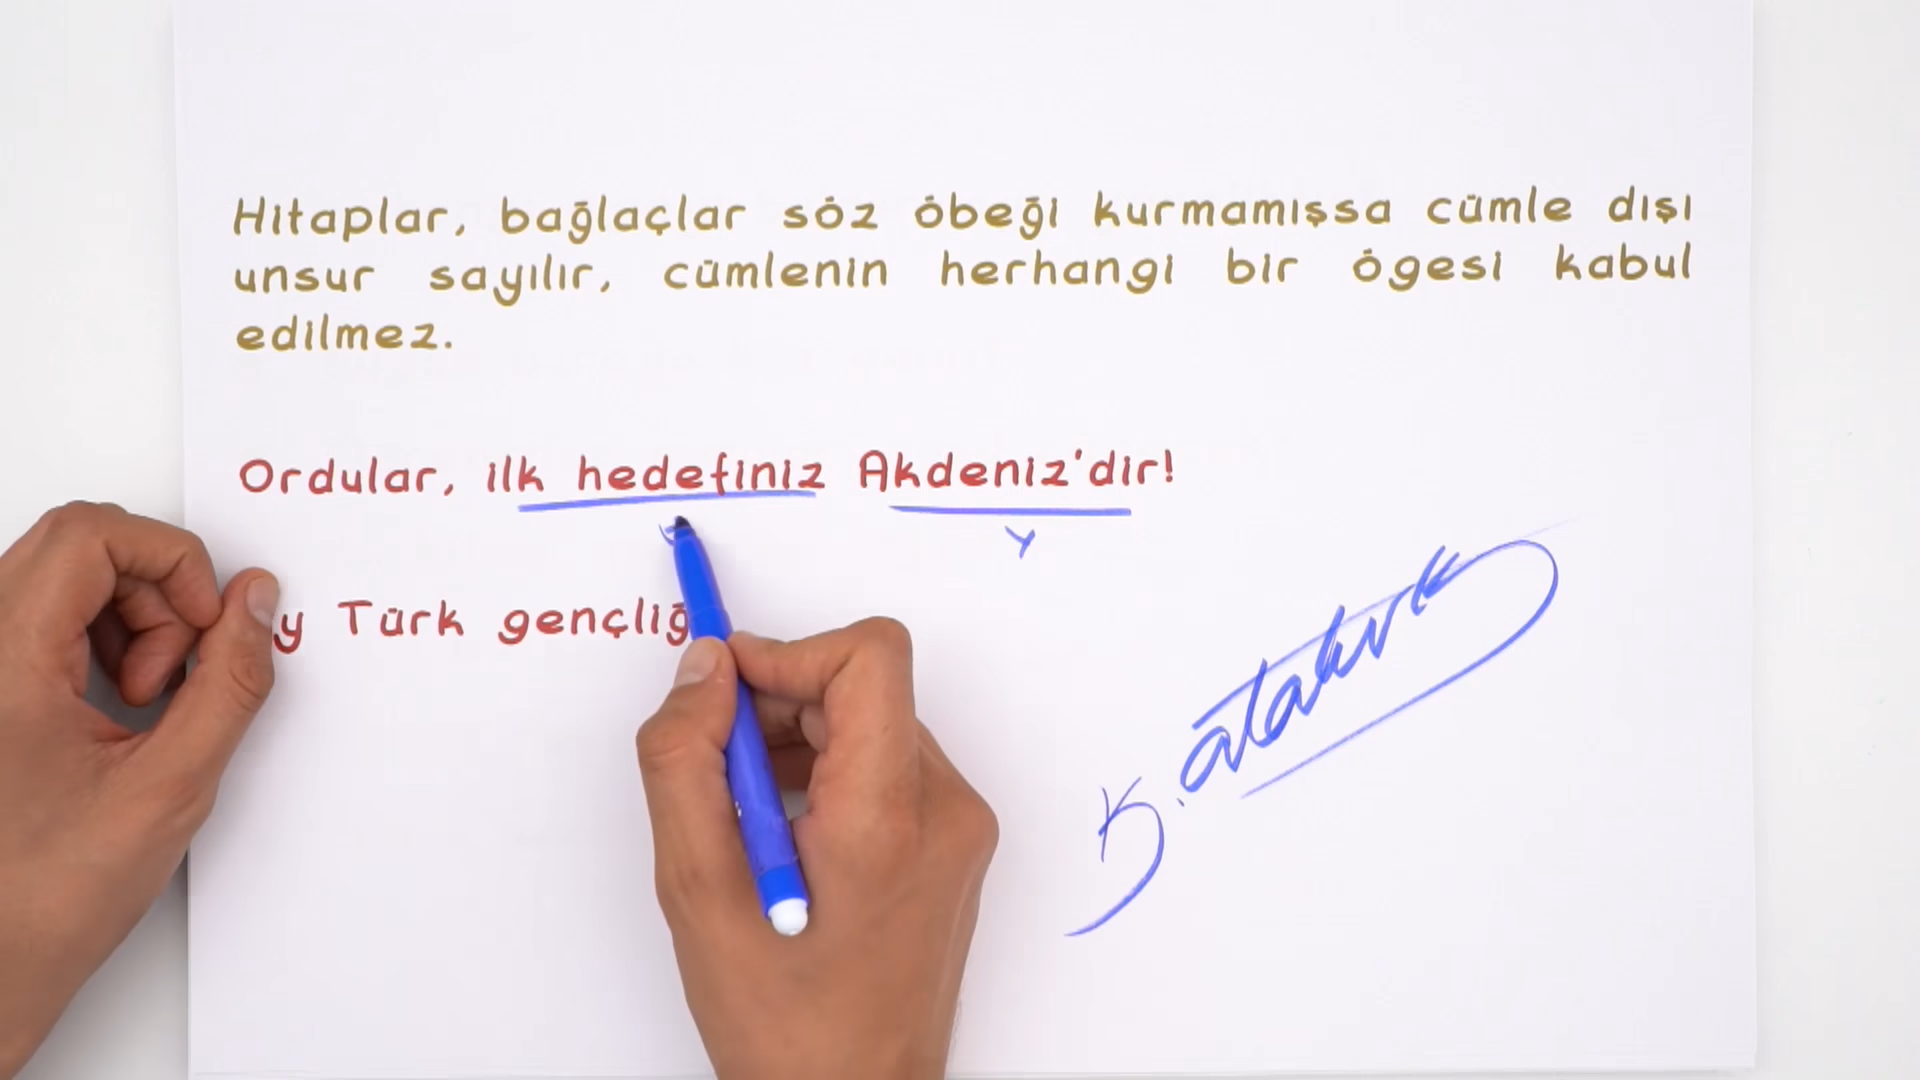 Hitaplar, bağlaçlar söz öbeği kurmamışsa cümle dışı
unsur sayılır, cümlenin herhangi bir ögesi kabul
edilmez.
Ordular, ilk hedefiniz Akdeniz'dir!
Y
Türk
K. Atatürk